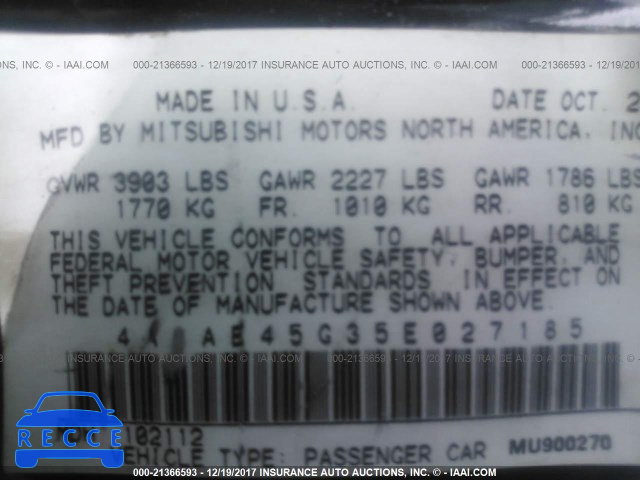 000-21366593 - 12/19/2017 INSURANCE AUTO AUCTIONS, INC. - IAAI.COM
MADE IN U.S.A. DATE OCT. 2
MFD BY MITSUBISHI MOTORS NORTH AMERICA, INC
GVWR 3903 LBS GAWR 2227 LBS GAWR 1786 LBS
1770 KG FR. 1010 KG RR. 810 KG
THIS VEHICLE CONFORMS TO ALL APPLICABLE
FEDERAL MOTOR VEHICLE SAFETY, BUMPER, AND
THEFT PREVENTION STANDARDS IN EFFECT ON
THE DATE OF MANUFACTURE SHOWN ABOVE.
AE45G35E027185
102112
VEHICLE TYPE: PASSENGER CAR MU900270
000-21366593 - 12/19/2017 INSURANCE AUTO AUCTIONS, INC. - IAAI.COM